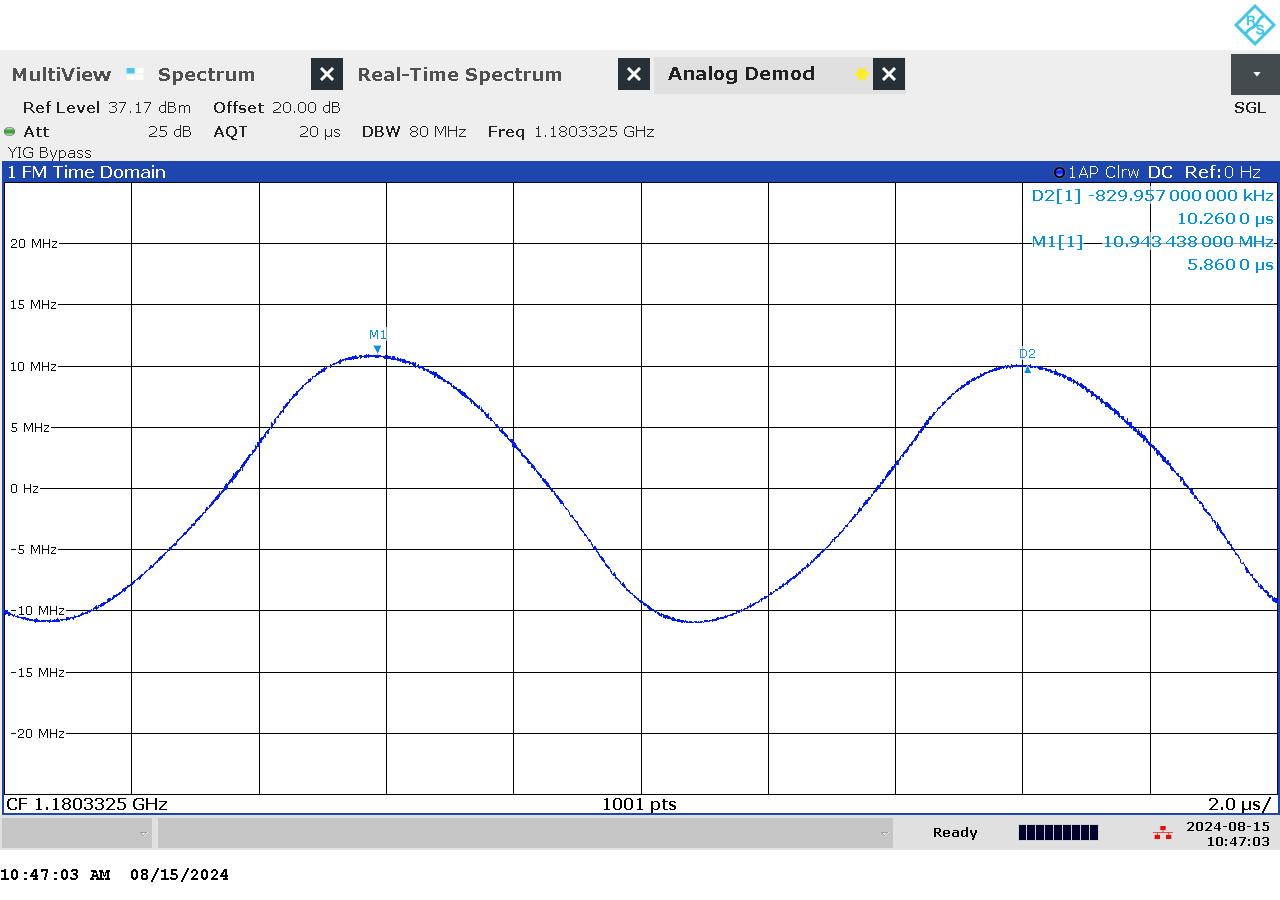 R S
MultiView Spectrum Real-Time Spectrum Analog Demod
Ref Level 37.17 dBm Offset 20.00 dB SGL
Att 25 dB AQT 20 µs DBW 80 MHz Freq 1.1803325 GHz
YIG Bypass
1 FM Time Domain 1AP Clrw DC Ref: 0 Hz
D2[1] -829.957 000 000 kHz
10.260 0 µs
M1[1] 10.943 438 000 MHz
5.860 0 µs
20 MHz
15 MHz
M1
D2
10 MHz
5 MHz
0 Hz
-5 MHz
-10 MHz
-15 MHz
-20 MHz
CF 1.1803325 GHz 1001 pts 2.0 µs/
Ready 2024-08-15
10:47:03
10:47:03 AM 08/15/2024